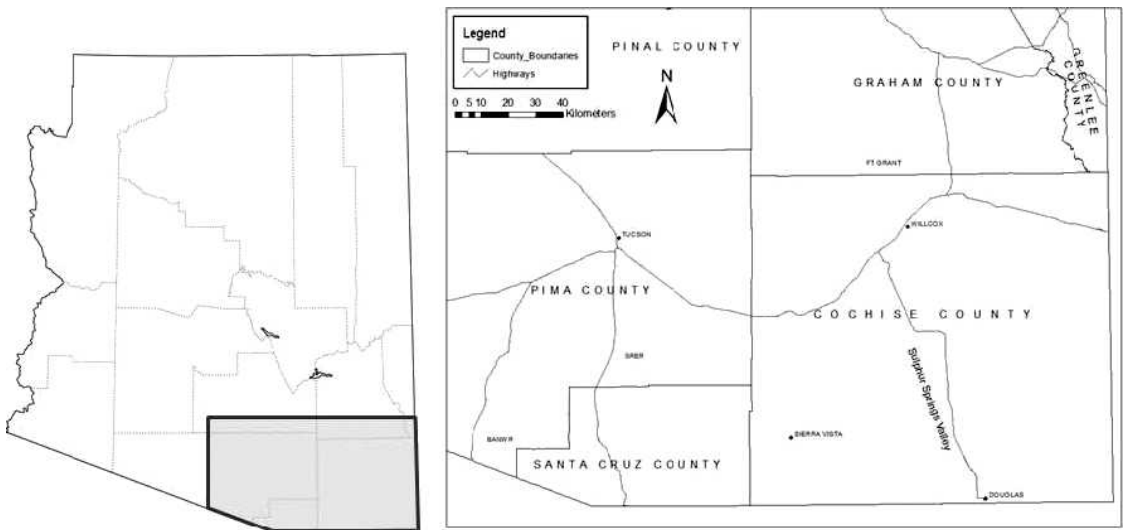 Legend
County_Boundaries
Highways
N
0 5 10 20 30 40
Kilometers
PINAL COUNTY
GRAHAM COUNTY
GREENLEE
COUNTY
FT GRANT
TUCSON
WILLCOX
PIMA COUNTY
COCHISE COUNTY
SRER
Sulphur Springs Valley
BANWR
SIERRA VISTA
SANTA CRUZ COUNTY
DOUGLAS